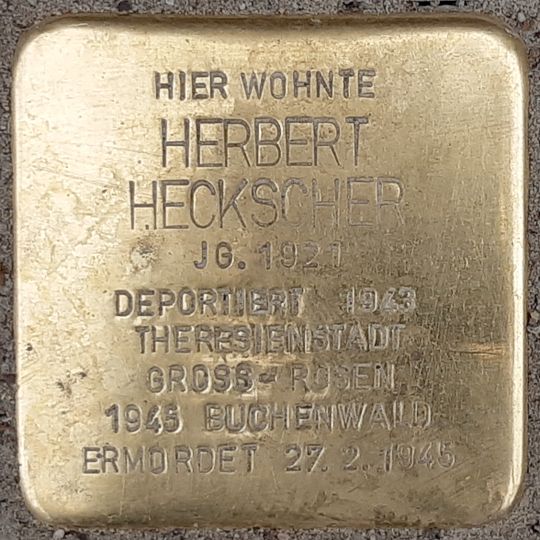 HIER WOHNTE
HERBERT
HECKSCHER
JG. 1921
DEPORTIERT 1943
THERESIENSTADT
GROSS-ROSEN
1945 BUCHENWALD
ERMORDET 27.2.1945